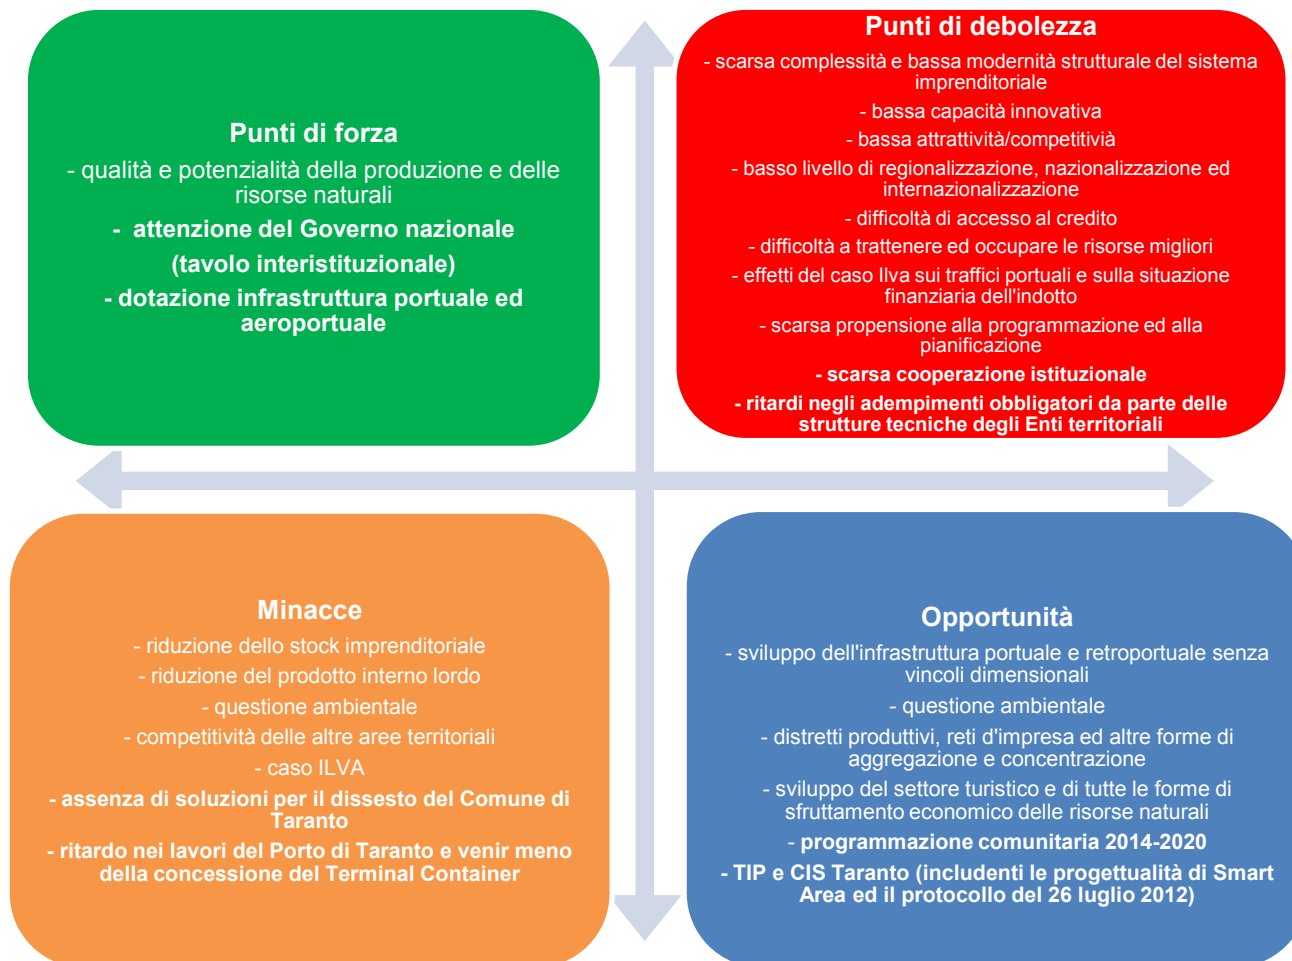 Punti di forza
- qualità e potenzialità della produzione e delle
risorse naturali
- attenzione del Governo nazionale
(tavolo interistituzionale)
- dotazione infrastruttura portuale ed
aeroportuale
Punti di debolezza
- scarsa complessità e bassa modernità strutturale del sistema
imprenditoriale
- bassa capacità innovativa
- bassa attrattività/competitivià
- basso livello di regionalizzazione, nazionalizzazione ed
internazionalizzazione
- difficoltà di accesso al credito
- difficoltà a trattenere ed occupare le risorse migliori
- effetti del caso Ilva sui traffici portuali e sulla situazione
finanziaria dell'indotto
- scarsa propensione alla programmazione ed alla
pianificazione
- scarsa cooperazione istituzionale
- ritardi negli adempimenti obbligatori da parte delle
strutture tecniche degli Enti territoriali
Minacce
- riduzione dello stock imprenditoriale
- riduzione del prodotto interno lordo
- questione ambientale
- competitività delle altre aree territoriali
- caso ILVA
- assenza di soluzioni per il dissesto del Comune di
Taranto
- ritardo nei lavori del Porto di Taranto e venir meno
della concessione del Terminal Container
Opportunità
- sviluppo dell'infrastruttura portuale e retroportuale senza
vincoli dimensionali
- questione ambientale
- distretti produttivi, reti d'impresa ed altre forme di
aggregazione e concentrazione
- sviluppo del settore turistico e di tutte le forme di
sfruttamento economico delle risorse naturali
- programmazione comunitaria 2014-2020
- TIP e CIS Taranto (includenti le progettualità di Smart
Area ed il protocollo del 26 luglio 2012)